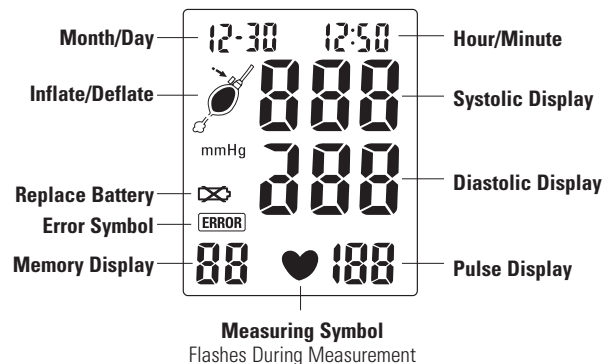 Month/Day 12-30 12:50 Hour/Minute
Inflate/Deflate 888 Systolic Display
mmHg
288 Diastolic Display
Replace Battery
Error Symbol ERROR
Memory Display 88 188 Pulse Display
Measuring Symbol
Flashes During Measurement